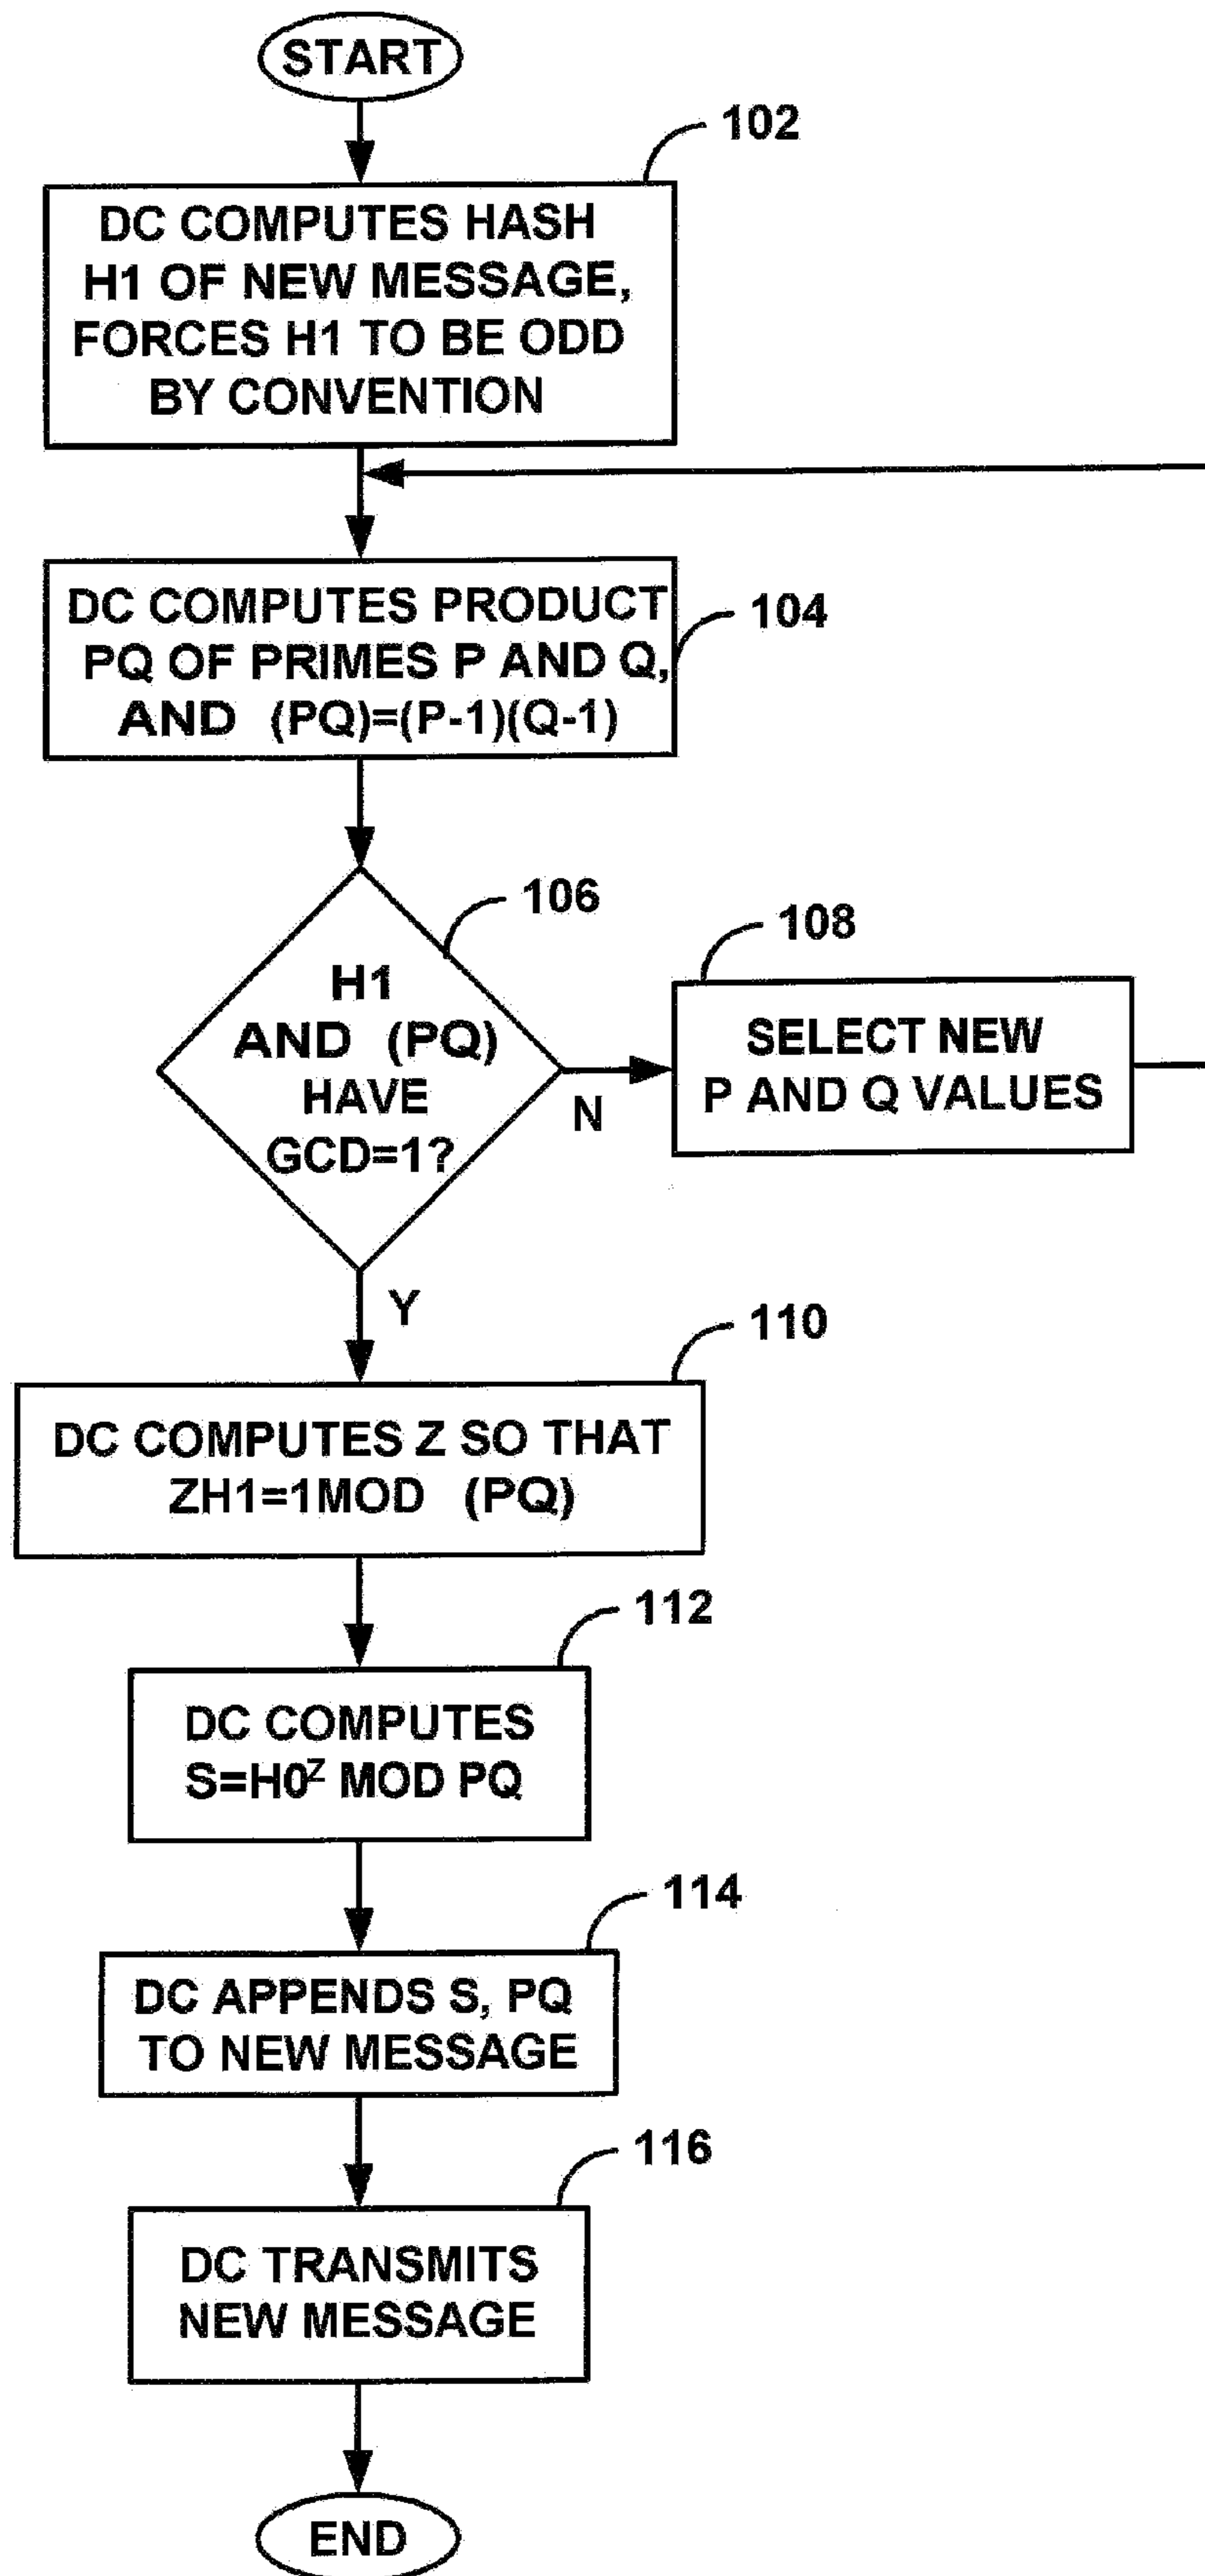 START
102
DC COMPUTES HASH
H1 OF NEW MESSAGE,
FORCES H1 TO BE ODD
BY CONVENTION
DC COMPUTES PRODUCT
PQ OF PRIMES P AND Q,
AND (PQ)=(P-1)(Q-1)
104
106
H1
AND (PQ)
HAVE
GCD=1?
N
108
SELECT NEW
P AND Q VALUES
Y
110
DC COMPUTES Z SO THAT
ZH1=1MOD (PQ)
112
DC COMPUTES
S=H0^Z MOD PQ
114
DC APPENDS S, PQ
TO NEW MESSAGE
116
DC TRANSMITS
NEW MESSAGE
END